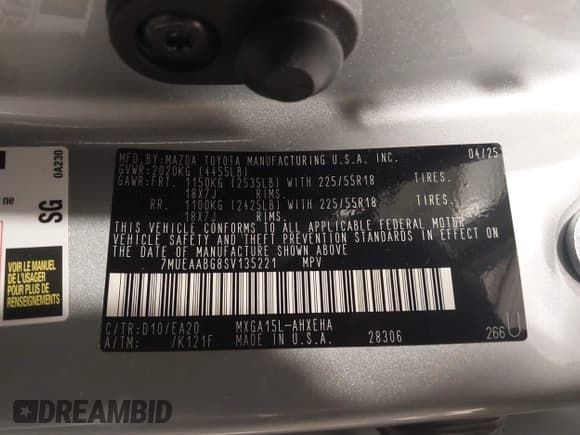 MFD.BY:MAZDA TOYOTA MANUFACTURING U.S.A. INC. 04/25
GVWR:2020KG (4455LB)
GAWR:FRT. 1150KG (2535LB) WITH 225/55R18 TIRES.
18X7J RIMS.
RR. 1100KG (2425LB) WITH 225/55R18 TIRES.
18X7J RIMS.
THIS VEHICLE CONFORMS TO ALL APPLICABLE FEDERAL MOTOR
VEHICLE SAFETY AND THEFT PREVENTION STANDARDS IN EFFECT ON
THE DATE OF MANUFACTURE SHOWN ABOVE
7MUEAABG8SV135221 MPV
C/TR:D10/EA20 MXGA15L-AHXEHA
A/TM: /K121F MADE IN U.S.A. 28306 266U
0A230
SG
ne
VOIR LE MANUEL
DE L'USAGER
POUR PLUS DE
RENSEIGNEMENTS
DREAMBID